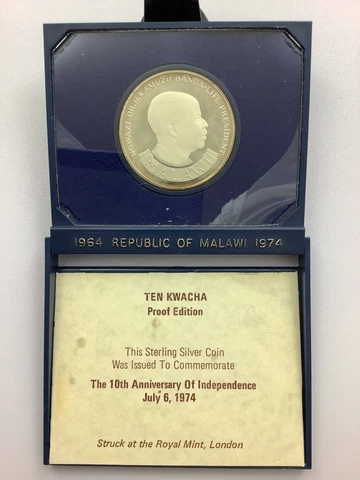 NGWAZI DR. H. KAMUZU BANDA·LIFE PRESIDENT
MALAWI
1964 REPUBLIC OF MALAWI 1974
TEN KWACHA
Proof Edition
This Sterling Silver Coin
Was Issued To Commemorate
The 10th Anniversary Of Independence
July 6, 1974
Struck at the Royal Mint, London